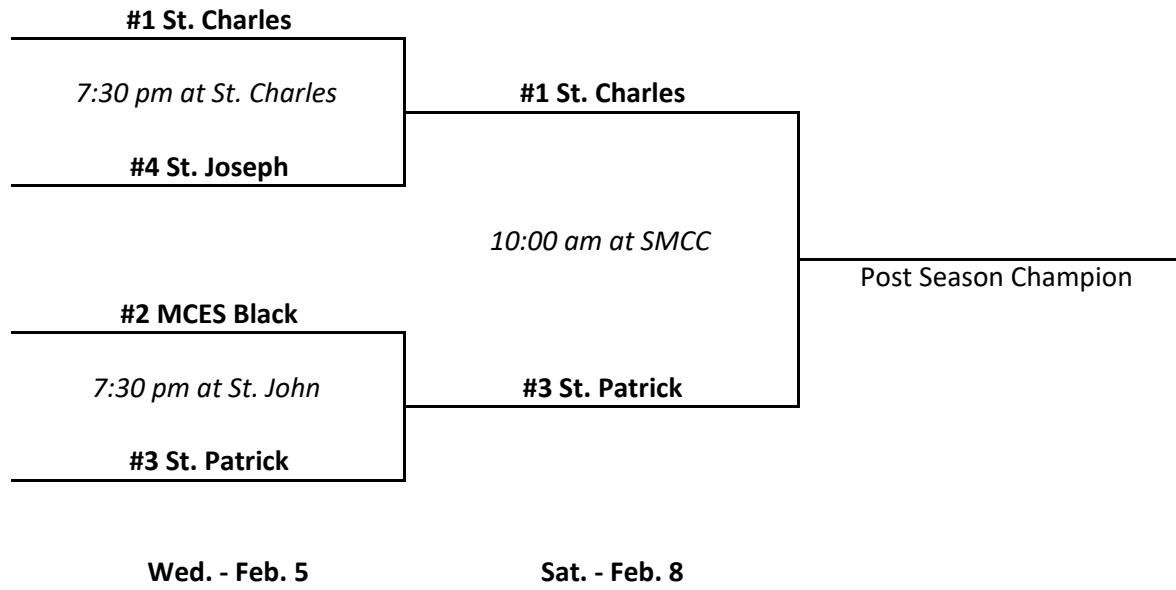 #1 St. Charles
7:30 pm at St. Charles
#1 St. Charles
#4 St. Joseph
10:00 am at SMCC
Post Season Champion
#2 MCES Black
7:30 pm at St. John
#3 St. Patrick
#3 St. Patrick
Wed. - Feb. 5
Sat. - Feb. 8